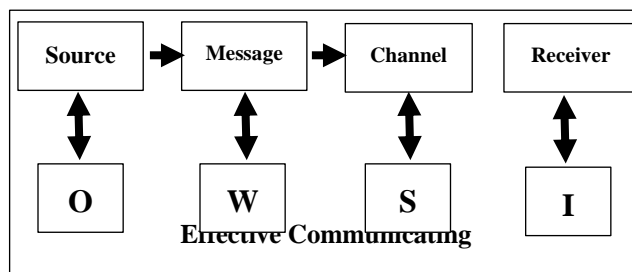 Source Message Channel Receiver
O W S I
Effective Communicating